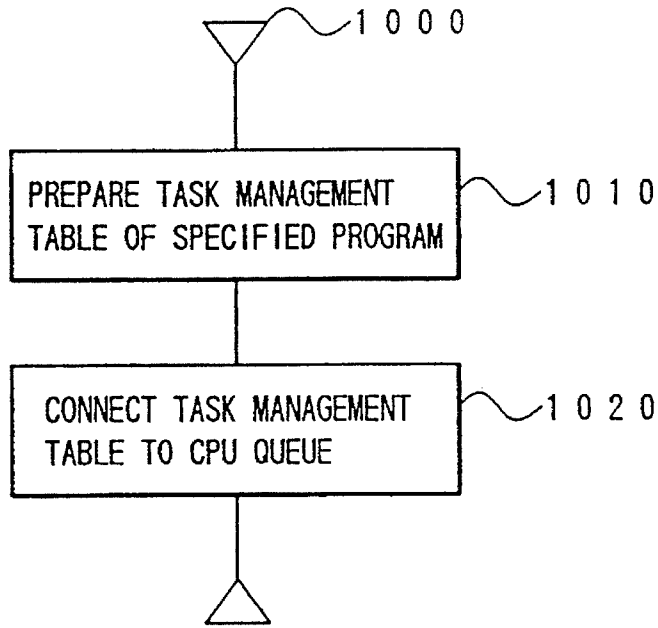 1000
PREPARE TASK MANAGEMENT
TABLE OF SPECIFIED PROGRAM
1010
CONNECT TASK MANAGEMENT
TABLE TO CPU QUEUE
1020